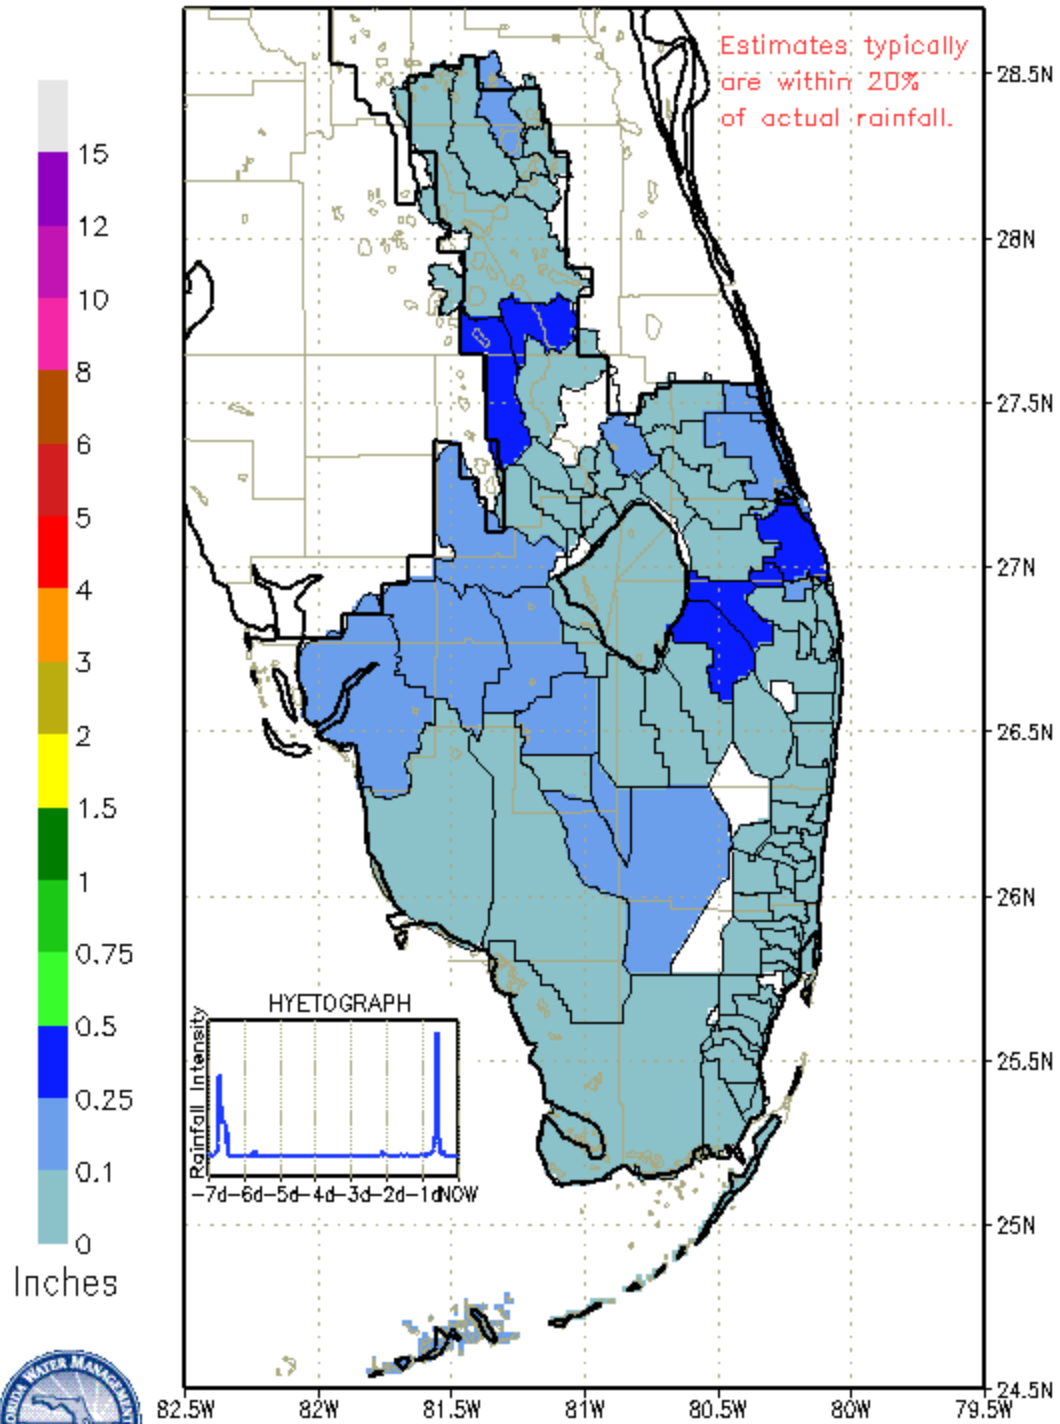 Estimates typically
are within 20%
of actual rainfall.
15
12
10
8
6
5
4
3
2
1.5
1
0.75
0.5
0.25
0.1
0
Inches
28.5N
28N
27.5N
27N
26.5N
26N
25.5N
25N
24.5N
HYETOGRAPH
Rainfall Intensity
-7d-6d-5d-4d-3d-2d-1dNOW
82.5W 82W 81.5W 81W 80.5W 80W 79.5W
WATER MANAGEMENT